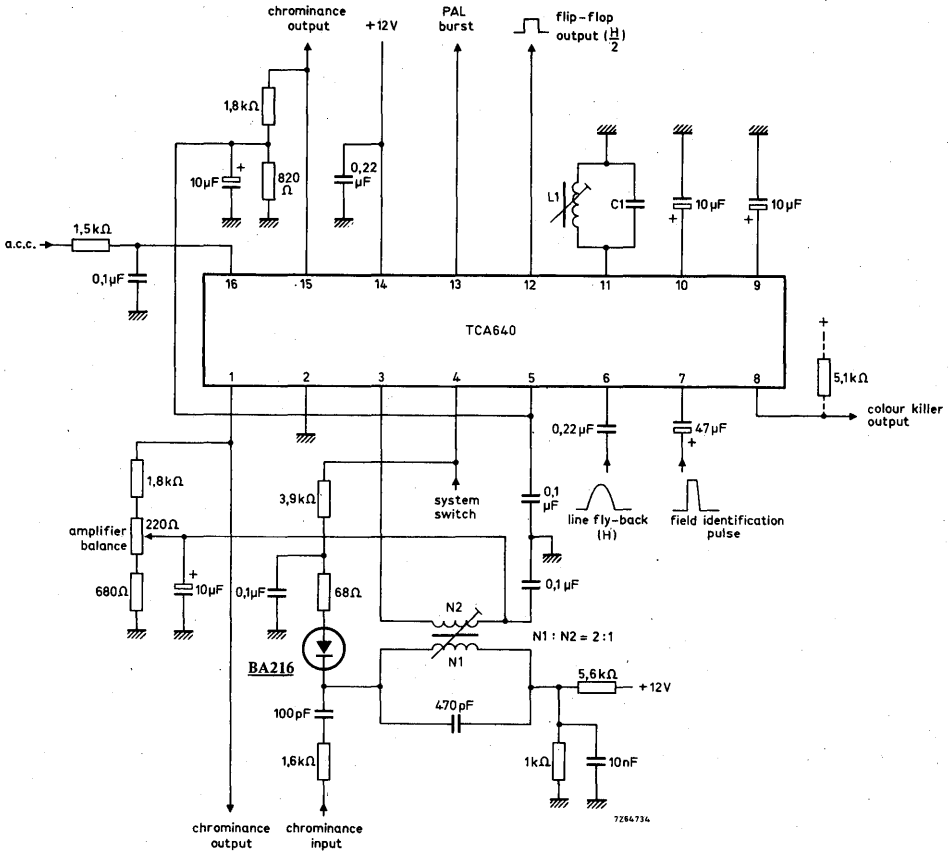 chrominance
output
+12V
PAL
burst
flip-flop
output (H/2)
1,8kΩ
10µF
+
820
Ω
0,22
µF
L1
C1
10µF
+
10µF
+
a.c.c.
1,5kΩ
0,1µF
16
15
14
13
12
11
10
9
TCA640
1
2
3
4
5
6
7
8
+
5,1kΩ
colour killer
output
0,22µF
47µF
+
line fly-back
(H)
field identification
pulse
1,8kΩ
amplifier
balance
220Ω
680Ω
+
10µF
3,9kΩ
system
switch
0,1
µF
0,1µF
0,1µF
68Ω
N2
N1
N1 : N2 = 2:1
BA216
100pF
470pF
5,6kΩ
+12V
1,6kΩ
1kΩ
10nF
7264734
chrominance
output
chrominance
input